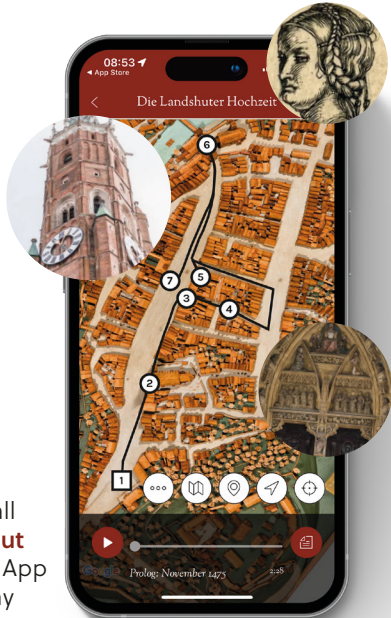 08:53
◀ App Store
Die Landshuter Hochzeit
6
5
7
3
4
2
1
Prolog: November 1475
2:28
all
ut
App
ay